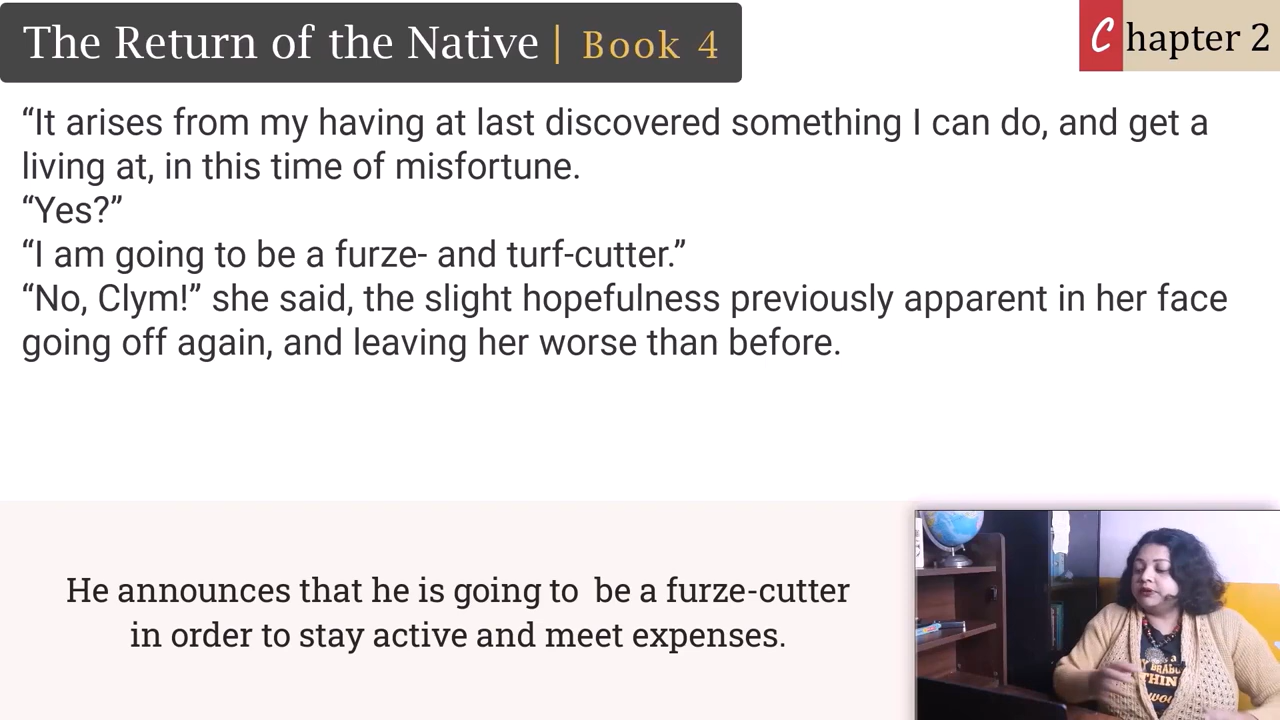 The Return of the Native | Book 4
Chapter 2
“It arises from my having at last discovered something I can do, and get a
living at, in this time of misfortune.
“Yes?”
“I am going to be a furze- and turf-cutter.”
“No, Clym!” she said, the slight hopefulness previously apparent in her face
going off again, and leaving her worse than before.
He announces that he is going to be a furze-cutter
in order to stay active and meet expenses.